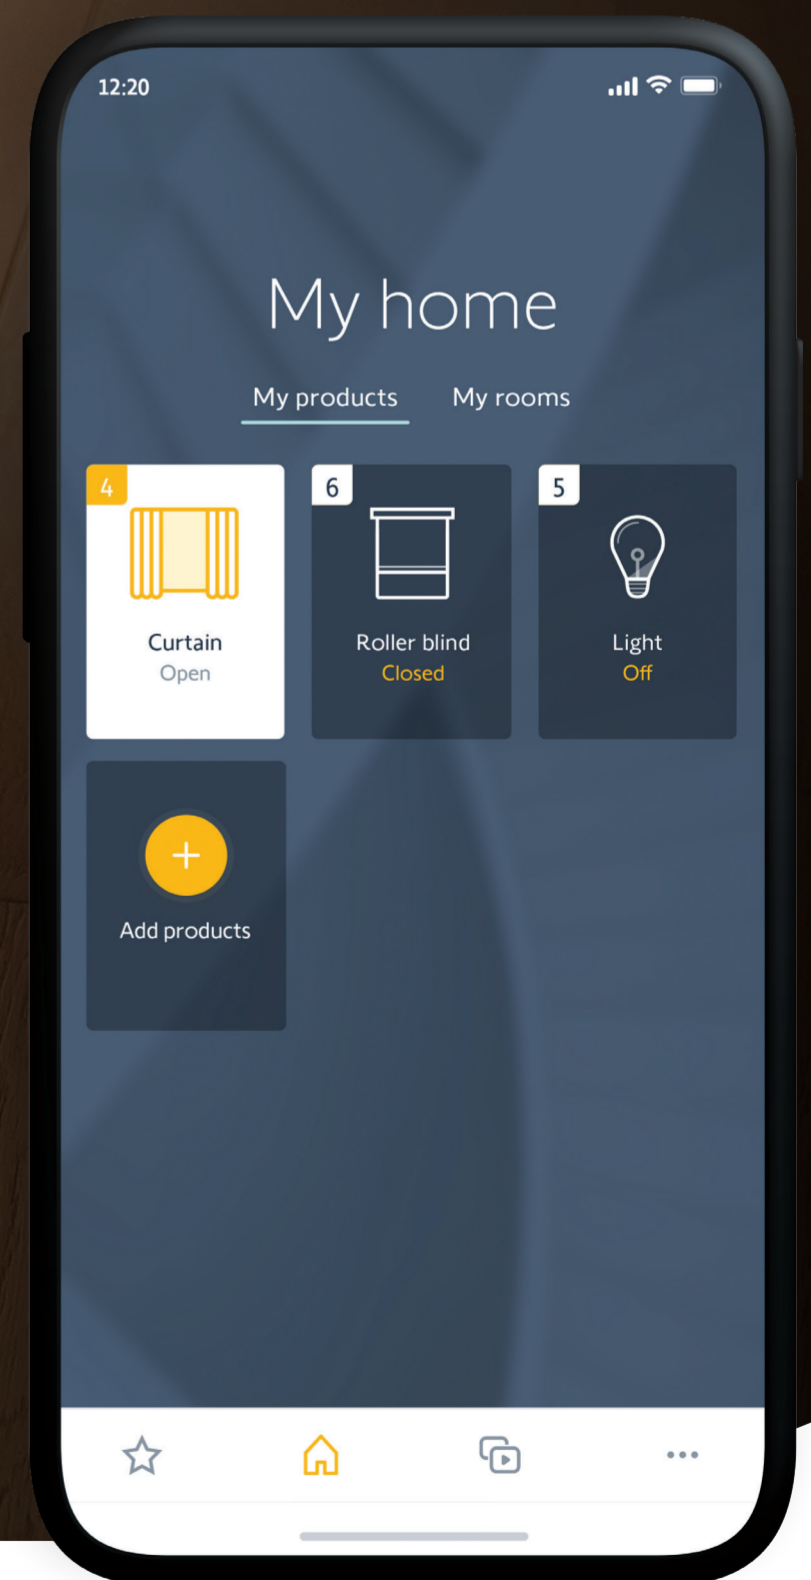 12:20
My home
My products My rooms
4 6 5
Curtain Roller blind Light
Open Closed Off
Add products